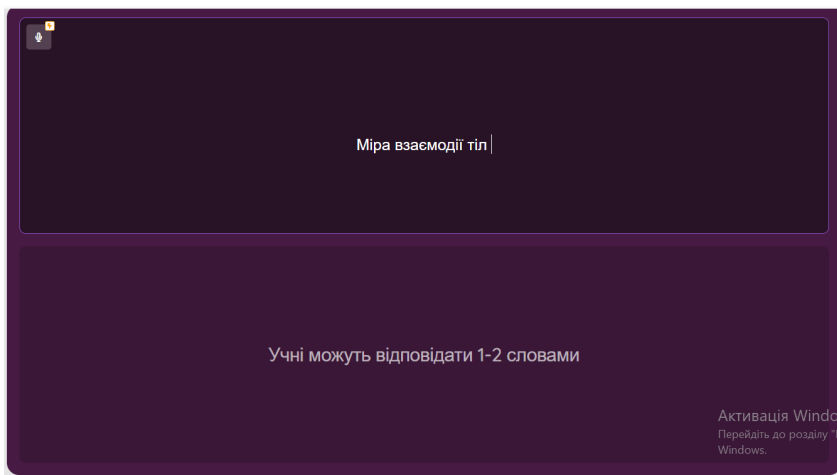 Міра взаємодії тіл
Учні можуть відповідати 1-2 словами
Активація Windo
Перейдіть до розділу "
Windows.